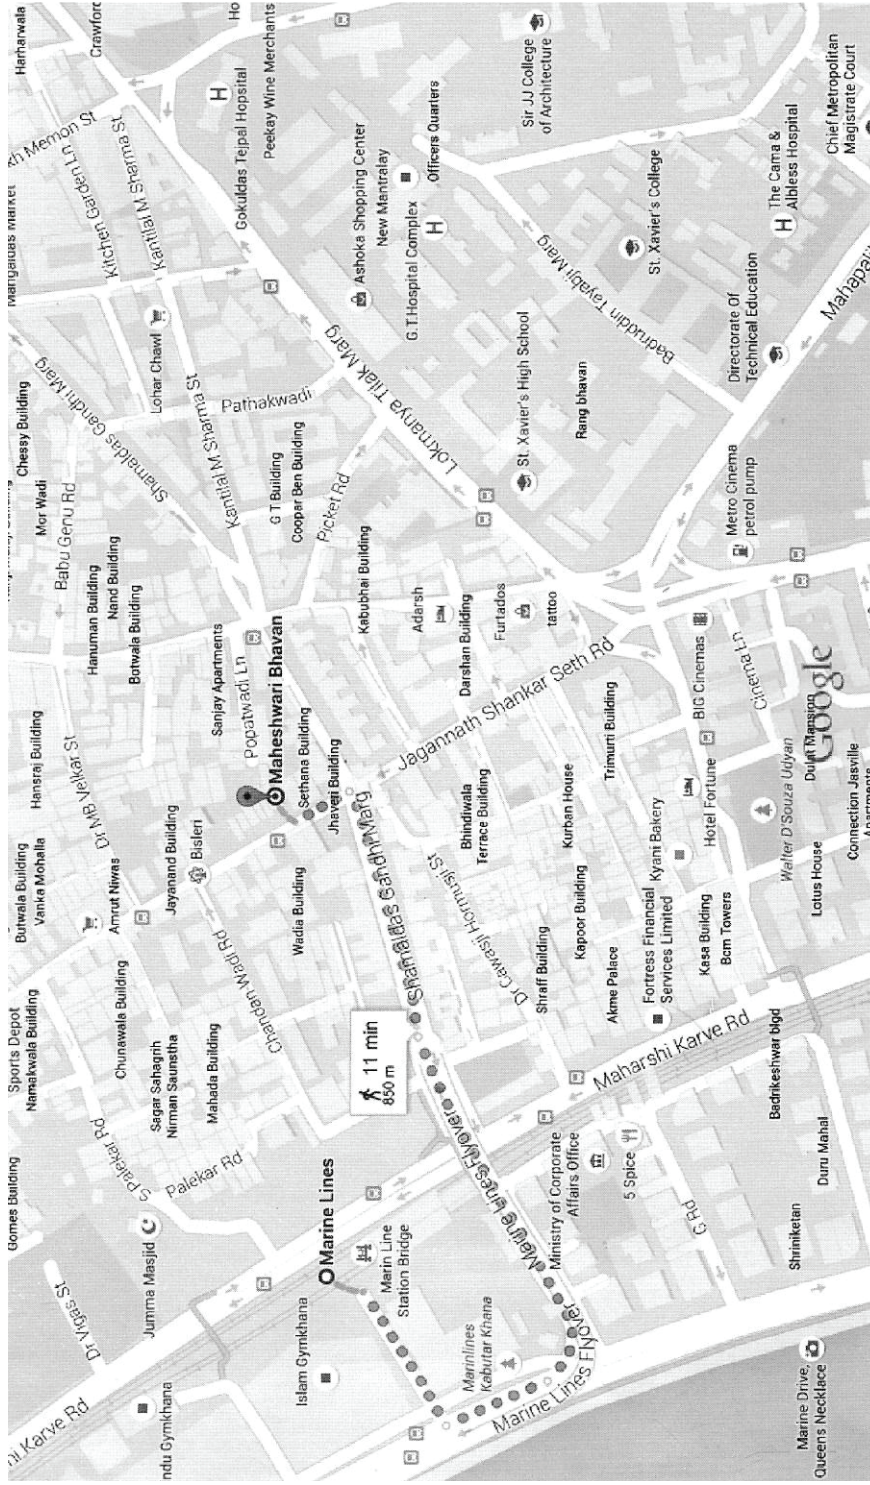 Harharwala
Crawford
Ho
kh Memon St
Mangaldas Market
Kitchen Garden Ln
Kantilal M Sharma St
Gokuldas Tejpal Hopsital
Peekay Wine Merchants
Sir JJ College
of Architecture
Officers Quarters
Chief Metropolitan
Magistrate Court
Ashoka Shopping Center
New Mantralay
G.T.Hospital Complex
The Cama &
Albless Hospital
St. Xavier's College
Badruddin Tayabji Marg
Directorate Of
Technical Education
Mahapali
Lohar Chawl
Shamaldas Gandhi Marg
Chessy Building
Mor Wadi
Babu Genu Rd
Pathakwadi
Kantilal M Sharma St
Lokmanya Tilak Marg
G T Building
Coopar Ben Building
Picket Rd
St. Xavier's High School
Rang bhavan
Metro Cinema
petrol pump
Hanuman Building
Nand Building
Botwala Building
Kabubhai Building
Adarsh
Darshan Building
Furtados
tattoo
Sanjay Apartments
Popatwadi Ln
Maheshwari Bhavan
Sethana Building
Jhaveri Building
Jagannath Shankar Seth Rd
BIG Cinemas
Cinema Ln
Google
Hansraj Building
Dr MB Velkar St
Trimurti Building
Dulat Mansion
Butwala Building
Vanka Mohalla
Amrut Niwas
Jayanand Building
Bisleri
Wadia Building
Shamaldas Gandhi Marg
Bhindiwala
Terrace Building
Kurban House
Kyani Bakery
Hotel Fortune
Walter D'Souza Udyan
Connection Jasville
Apartments
Lotus House
Chandan Wadi Rd
Dr Cawasji Hormusji St
Shraff Building
Kapoor Building
Akme Palace
Fortress Financial
Services Limited
Kasa Building
Bcm Towers
Sports Depot
Namakwala Building
Chunawala Building
Sagar Sahagrih
Nirman Saunstha
Mahada Building
11 min
850 m
Maharshi Karve Rd
Badrikeshwar blgd
Gomes Building
S Palekar Rd
Palekar Rd
Marine Lines Flyover
Ministry of Corporate
Affairs Office
5 Spice
C Rd
Duru Mahal
Shriniketan
Jumma Masjid
Marine Lines
Marin Line
Station Bridge
Dr Vigas St
Islam Gymkhana
Marinlines
Kabutar Khana
Marine Lines Flyover
hi Karve Rd
ndu Gymkhana
Marine Drive,
Queens Necklace